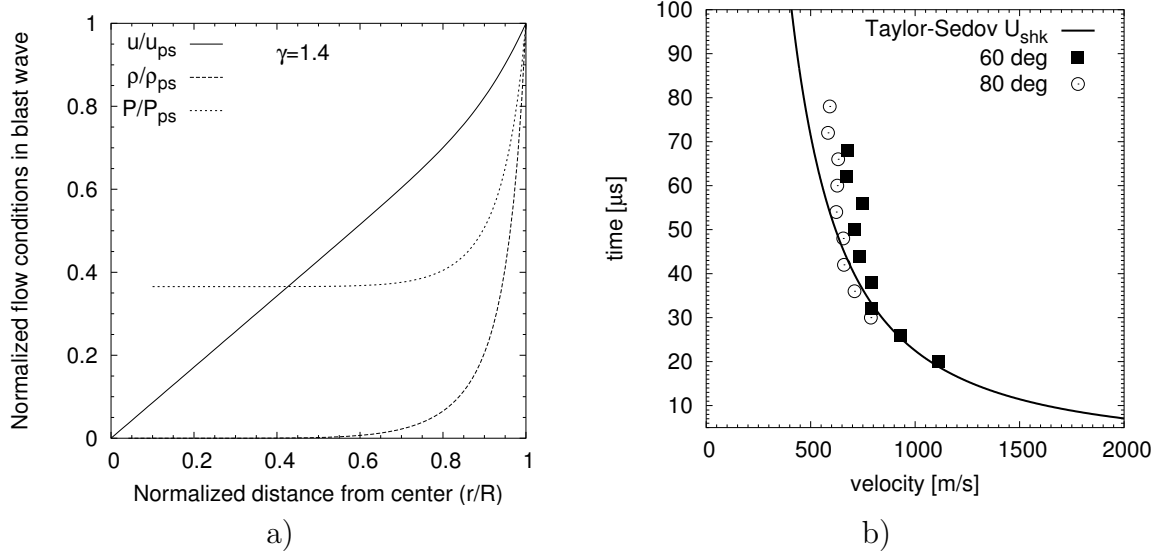 Normalized flow conditions in blast wave
1
0.8
0.6
0.4
0.2
0
u/u_ps
ρ/ρ_ps
P/P_ps
γ=1.4
0 0.2 0.4 0.6 0.8 1
Normalized distance from center (r/R)
a)
time [μs]
100
90
80
70
60
50
40
30
20
10
Taylor-Sedov U_shk
60 deg
80 deg
0 500 1000 1500 2000
velocity [m/s]
b)